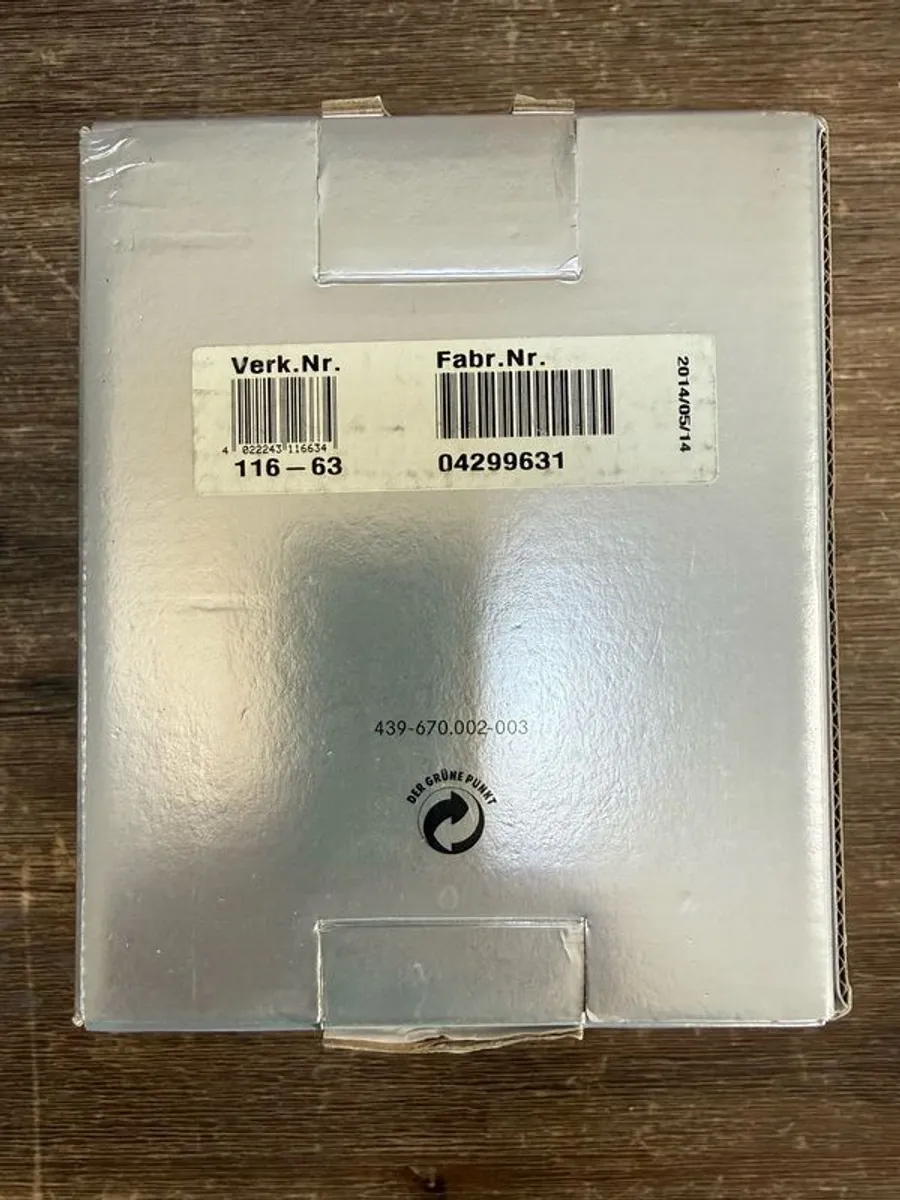 Verk.Nr.
4 022243 116634
116-63
Fabr.Nr.
04299631
2014/05/14
439-670.002-003
DER GRÜNE PUNKT